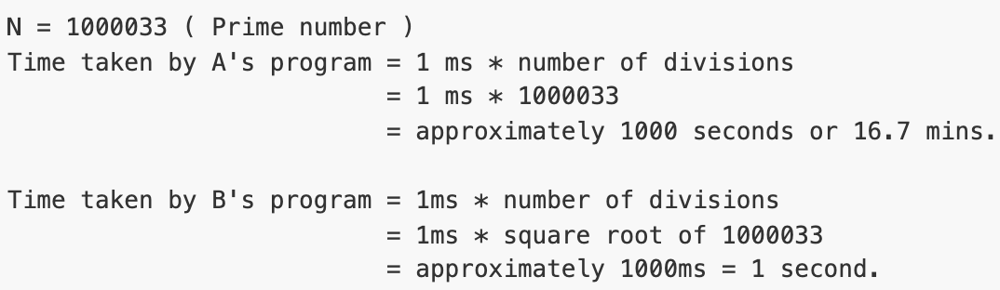 N = 1000033 ( Prime number )
Time taken by A's program = 1 ms * number of divisions
= 1 ms * 1000033
= approximately 1000 seconds or 16.7 mins.
Time taken by B's program = 1ms * number of divisions
= 1ms * square root of 1000033
= approximately 1000ms = 1 second.